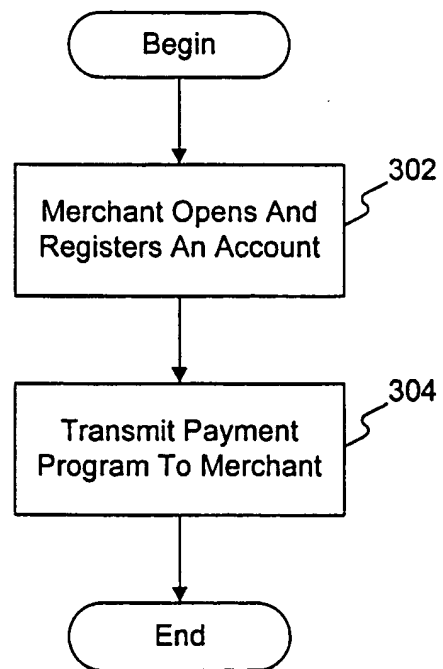 Begin
302
Merchant Opens And
Registers An Account
304
Transmit Payment
Program To Merchant
End